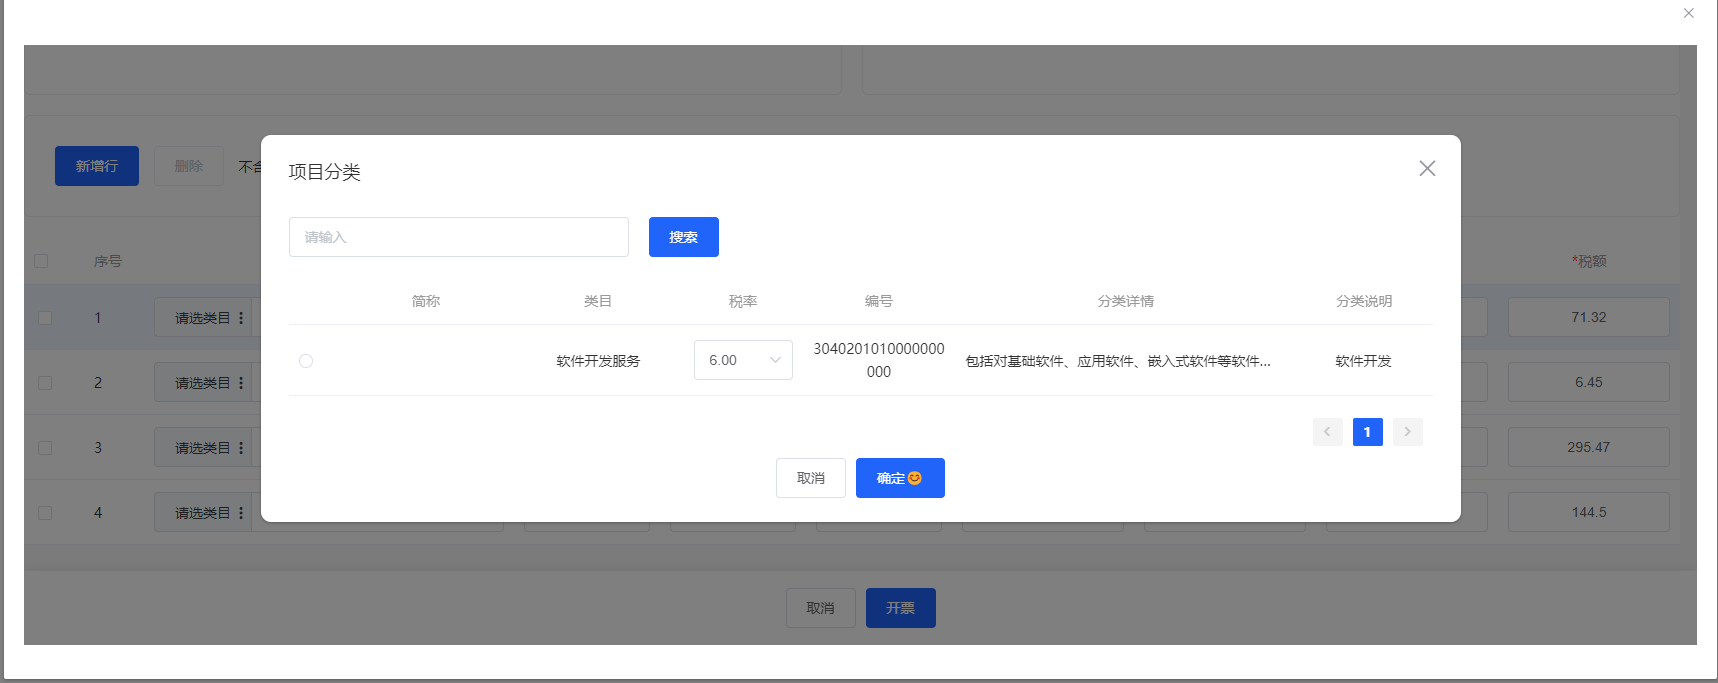 新增行 删除 不含
项目分类
请输入 搜索
序号 *税额
简称 类目 税率 编号 分类详情 分类说明
1 请选类目 71.32
软件开发服务 6.00 3040201010000000
000 包括对基础软件、应用软件、嵌入式软件等软件... 软件开发
2 请选类目 6.45
1
3 请选类目 295.47
取消 确定😊
4 请选类目 144.5
取消 开票